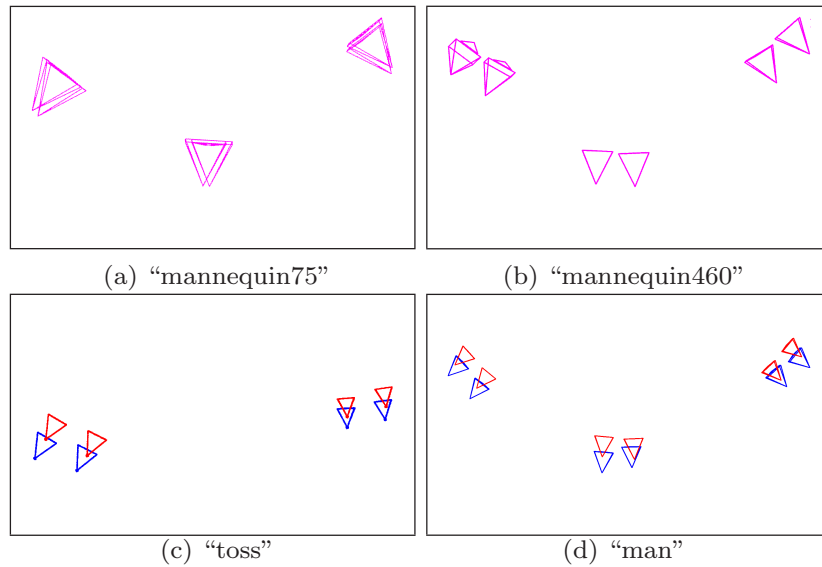 (a) “mannequin75”
(b) “mannequin460”
(c) “toss”
(d) “man”